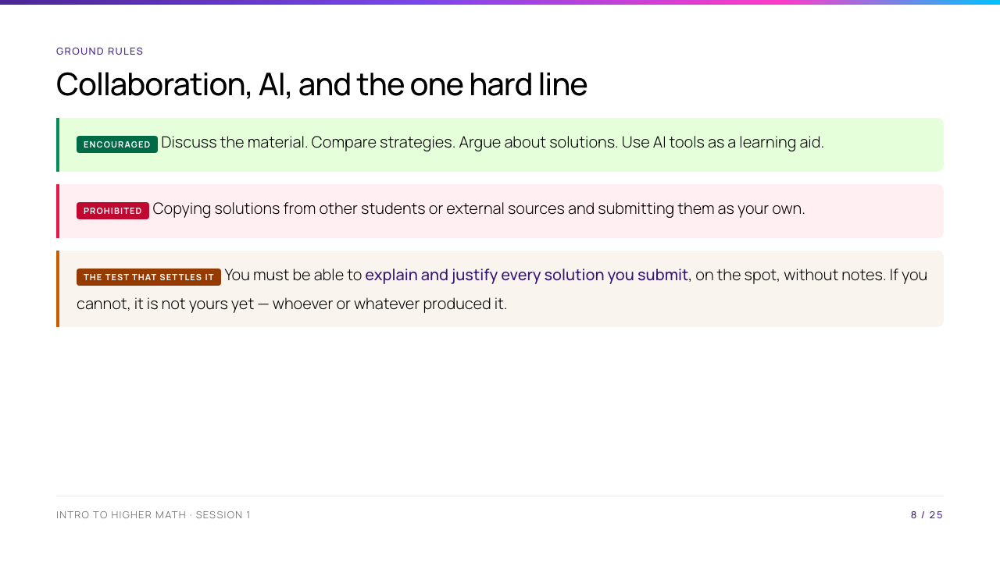 GROUND RULES
Collaboration, AI, and the one hard line
ENCOURAGED Discuss the material. Compare strategies. Argue about solutions. Use AI tools as a learning aid.
PROHIBITED Copying solutions from other students or external sources and submitting them as your own.
THE TEST THAT SETTLES IT You must be able to explain and justify every solution you submit, on the spot, without notes. If you
cannot, it is not yours yet — whoever or whatever produced it.
INTRO TO HIGHER MATH · SESSION 1
8 / 25